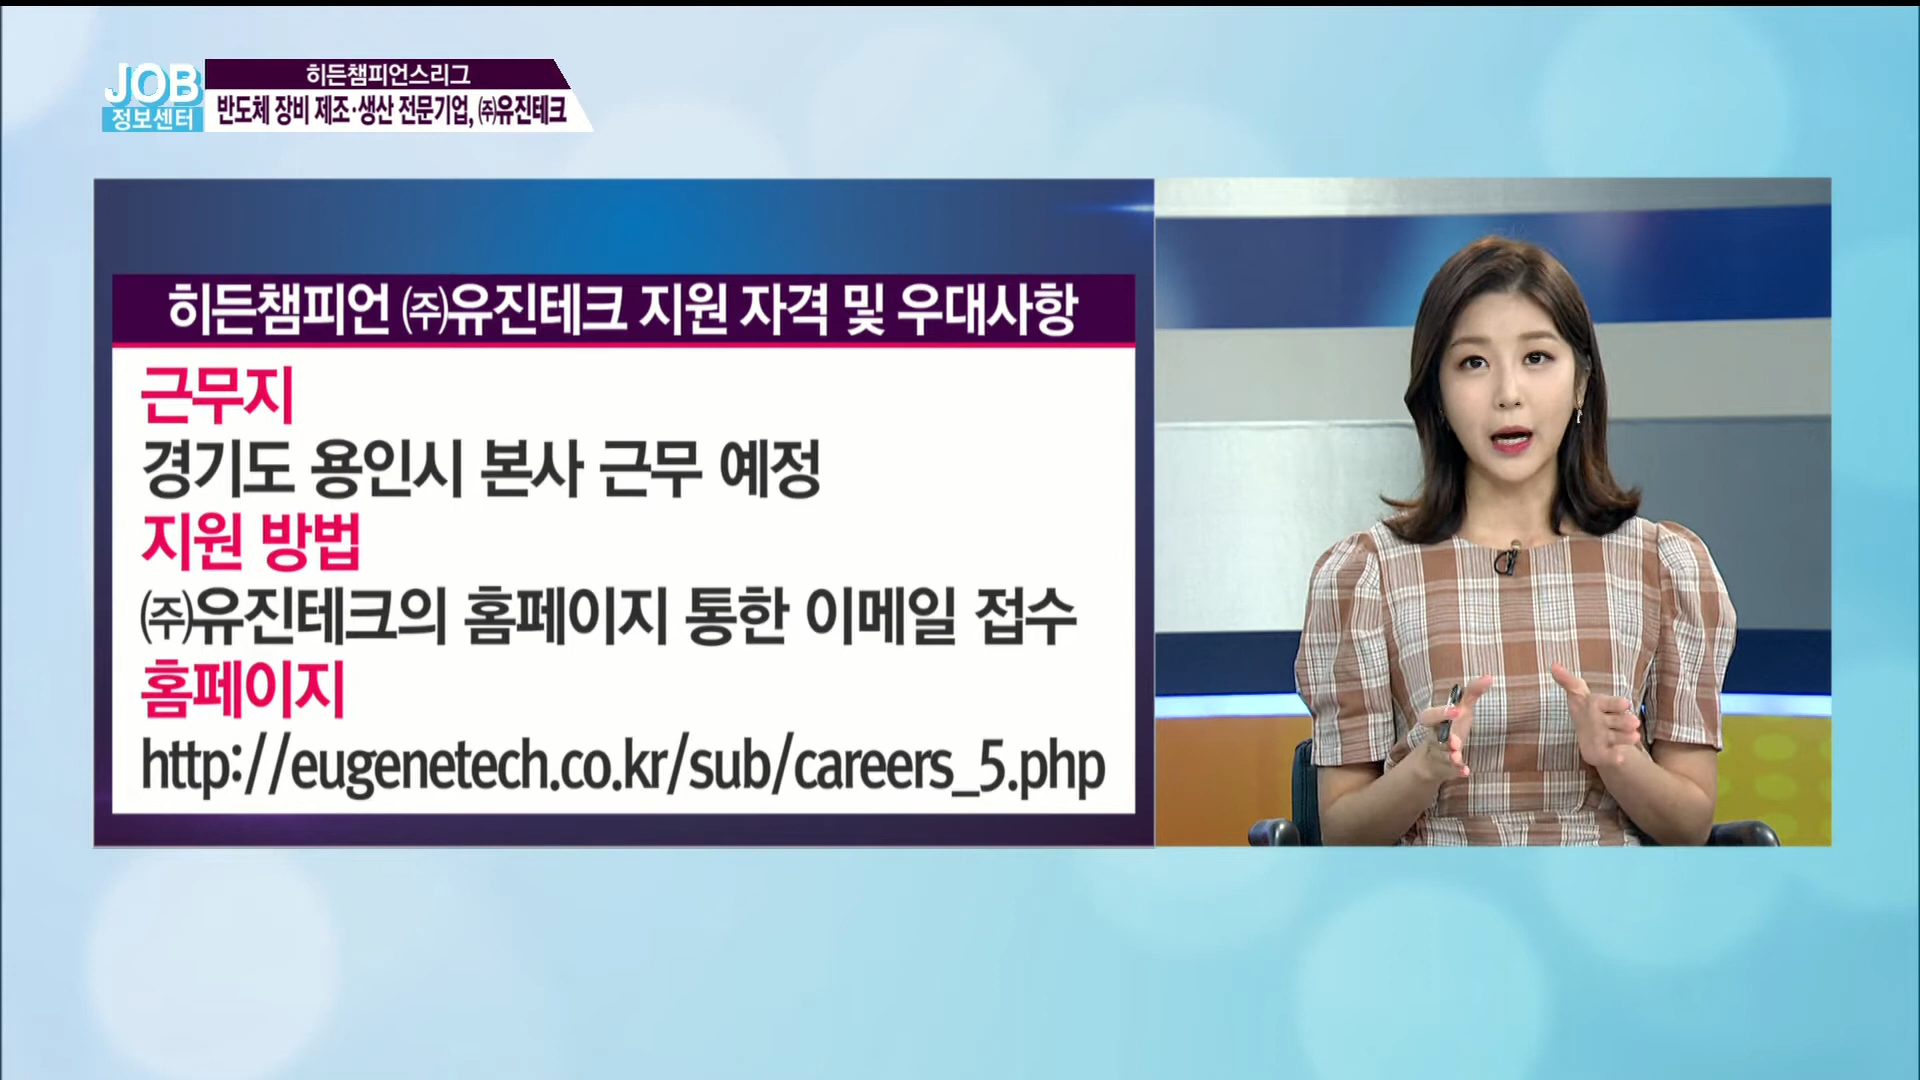 JOB
정보센터
히든챔피언스리그
반도체 장비 제조·생산 전문기업, ㈜유진테크
히든챔피언 ㈜유진테크 지원 자격 및 우대사항
근무지
경기도 용인시 본사 근무 예정
지원 방법
㈜유진테크의 홈페이지 통한 이메일 접수
홈페이지
http://eugenetech.co.kr/sub/careers_5.php